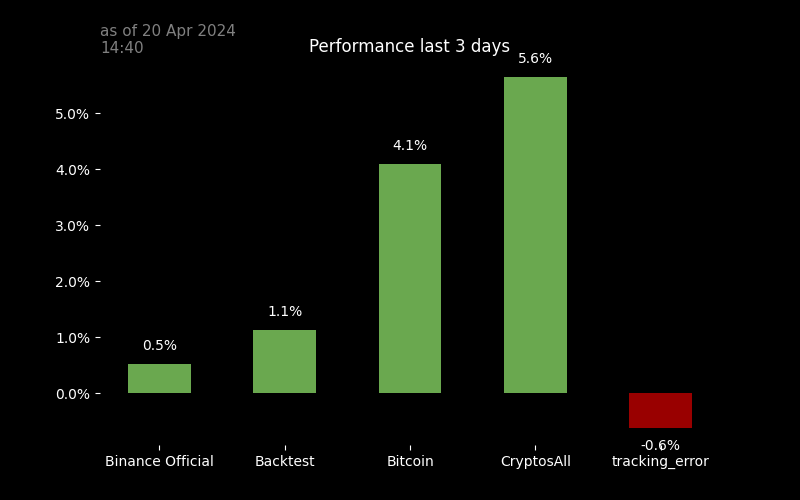 as of 20 Apr 2024
14:40
Performance last 3 days
5.6%
5.0%
4.1%
4.0%
3.0%
2.0%
1.1%
1.0%
0.5%
0.0%
-0.6%
Binance Official
Backtest
Bitcoin
CryptosAll
tracking_error